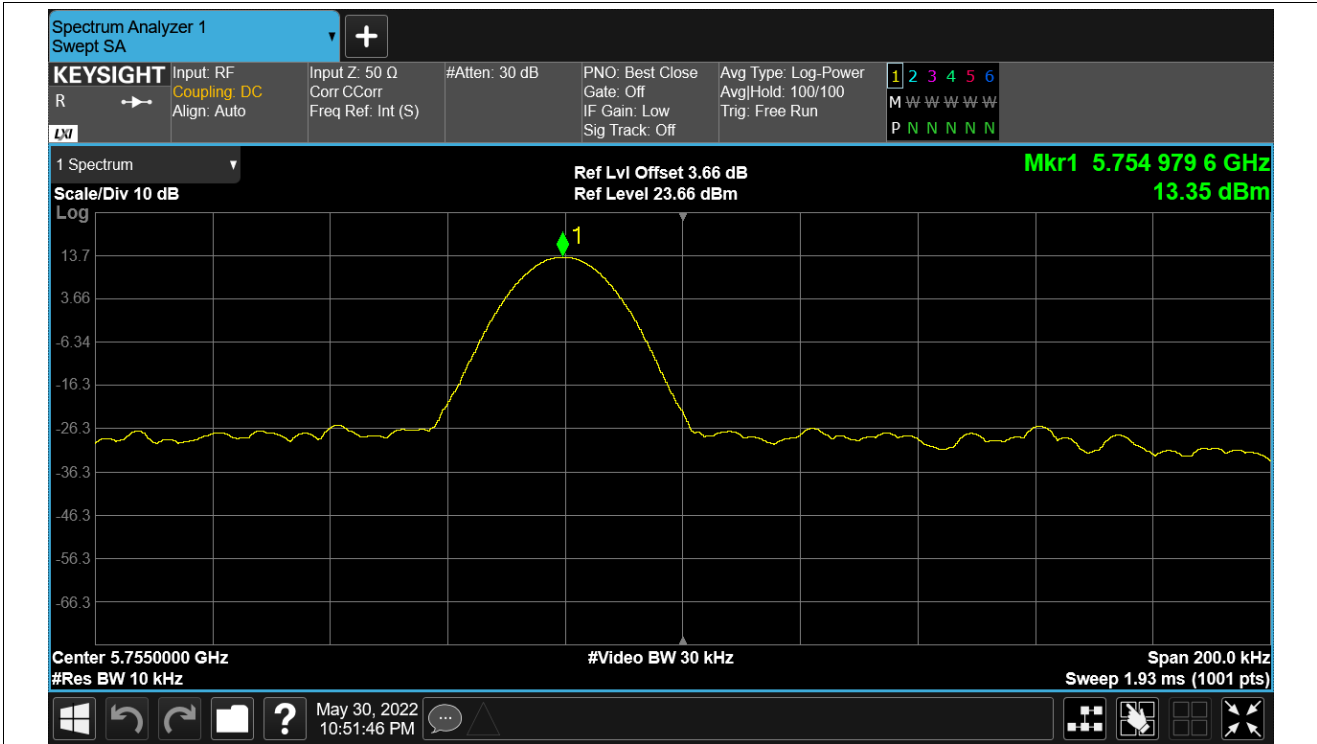 Spectrum Analyzer 1
Swept SA
KEYSIGHT
R
LXI
Input: RF
Coupling: DC
Align: Auto
Input Z: 50 Ω
Corr CCorr
Freq Ref: Int (S)
#Atten: 30 dB
PNO: Best Close
Gate: Off
IF Gain: Low
Sig Track: Off
Avg Type: Log-Power
Avg|Hold: 100/100
Trig: Free Run
1 2 3 4 5 6
M W W W W W
P N N N N N
1 Spectrum
Scale/Div 10 dB
Log
Ref Lvl Offset 3.66 dB
Ref Level 23.66 dBm
Mkr1 5.754 979 6 GHz
13.35 dBm
1
13.7
3.66
-6.34
-16.3
-26.3
-36.3
-46.3
-56.3
-66.3
Center 5.7550000 GHz
#Res BW 10 kHz
#Video BW 30 kHz
Span 200.0 kHz
Sweep 1.93 ms (1001 pts)
?
May 30, 2022
10:51:46 PM